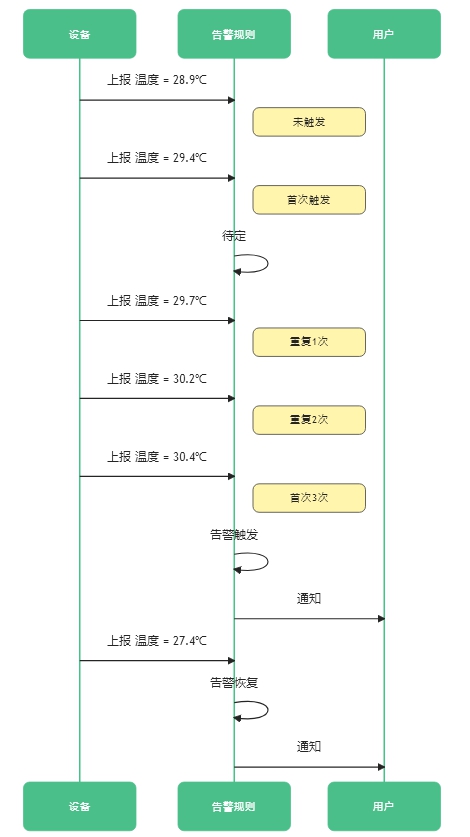 设备 告警规则 用户
上报 温度 = 28.9℃
未触发
上报 温度 = 29.4℃
首次触发
待定
上报 温度 = 29.7℃
重复1次
上报 温度 = 30.2℃
重复2次
上报 温度 = 30.4℃
首次3次
告警触发
通知
上报 温度 = 27.4℃
告警恢复
通知
设备 告警规则 用户